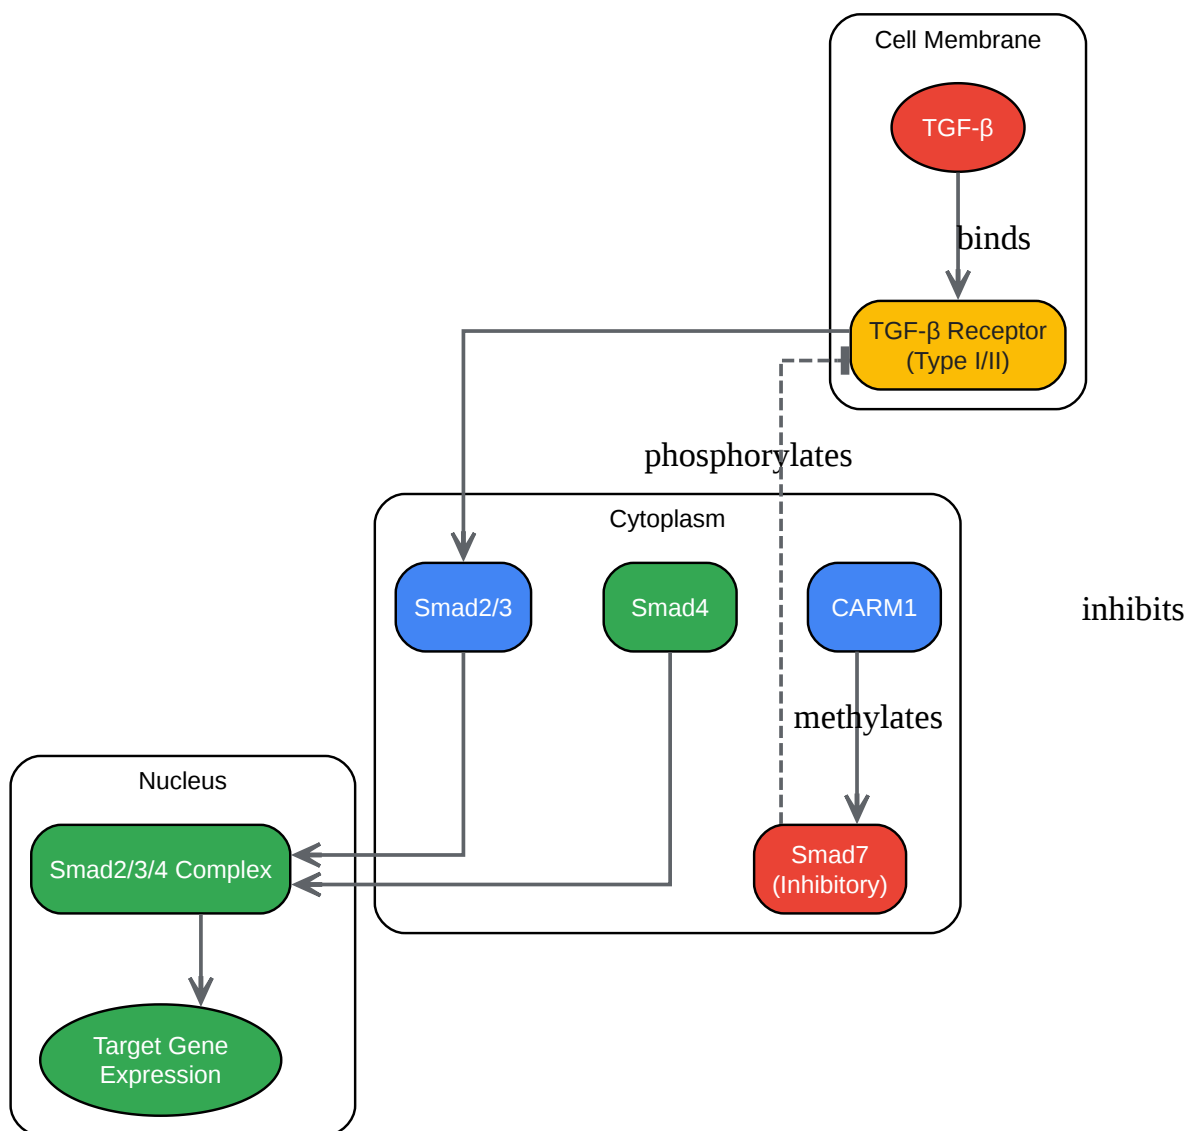 Cell Membrane
TGF-β
binds
TGF-β Receptor
(Type I/II)
phosphorylates
Cytoplasm
Smad2/3
Smad4
CARM1
inhibits
methylates
Nucleus
Smad2/3/4 Complex
Smad7
(Inhibitory)
Target Gene
Expression